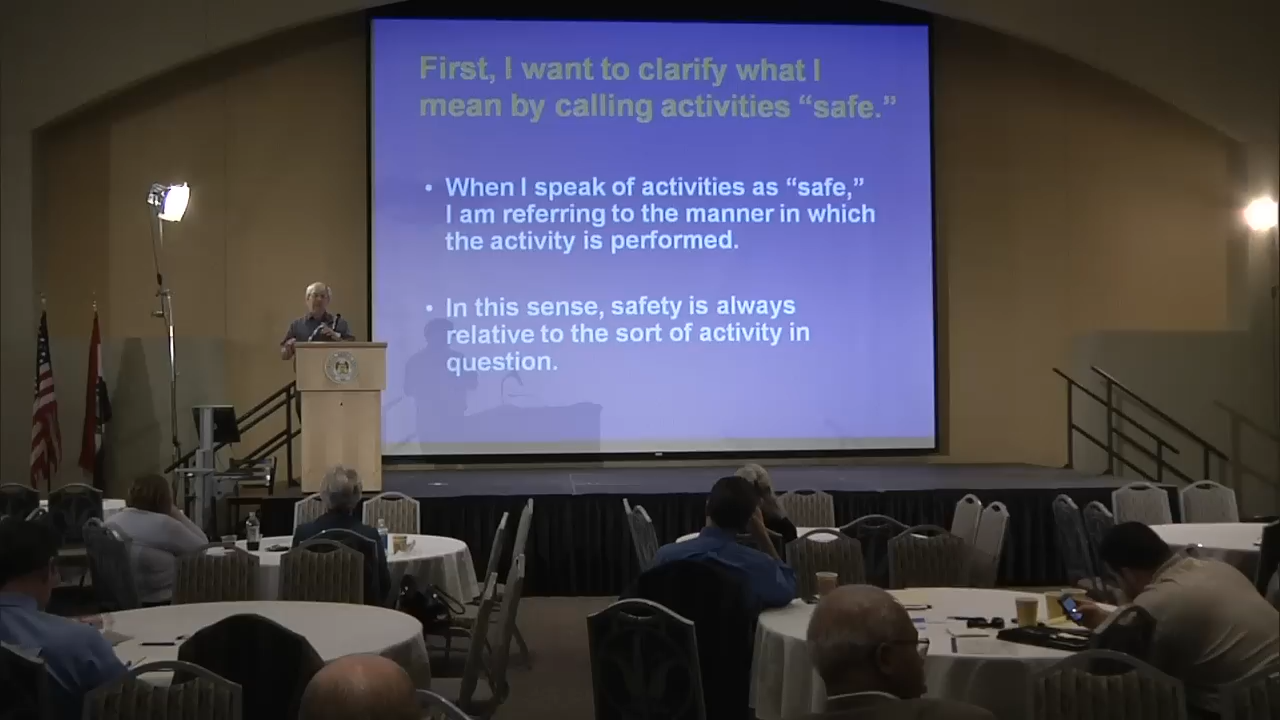 First, I want to clarify what I
mean by calling activities “safe.”
• When I speak of activities as “safe,”
I am referring to the manner in which
the activity is performed.
• In this sense, safety is always
relative to the sort of activity in
question.